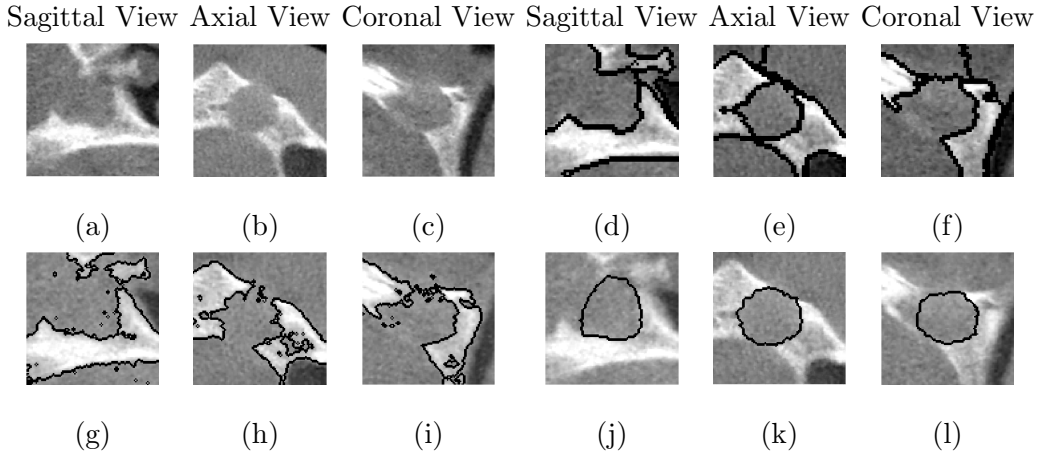 Sagittal View Axial View Coronal View Sagittal View Axial View Coronal View
(a) (b) (c) (d) (e) (f)
(g) (h) (i) (j) (k) (l)